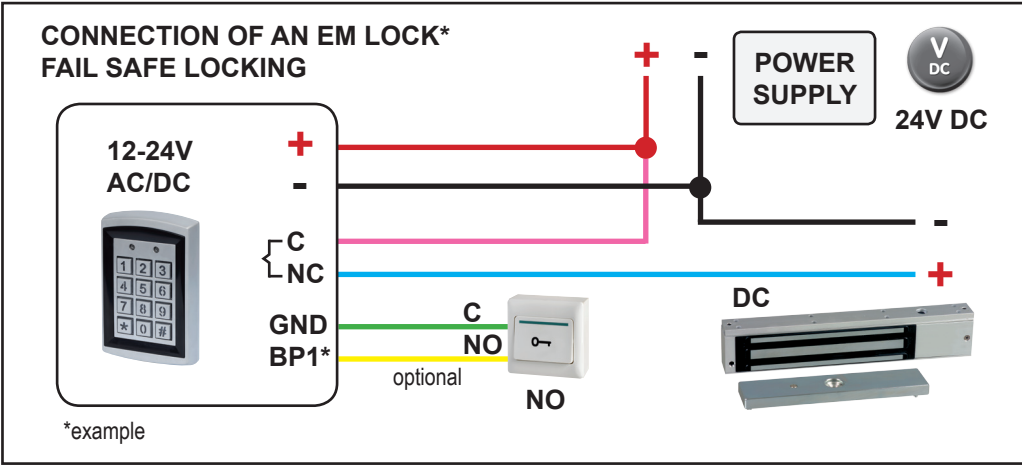 CONNECTION OF AN EM LOCK*
FAIL SAFE LOCKING
+ -
POWER
SUPPLY
V
DC
24V DC
12-24V
AC/DC
+
-
C
NC
GND
BP1*
1 2 3
4 5 6
7 8 9
* 0 #
C
NO
optional
NO
-
+
DC
*example